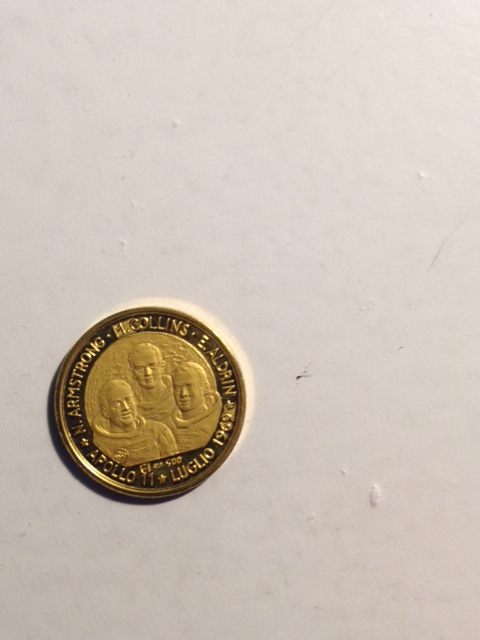 N. ARMSTRONG · M. COLLINS · E. ALDRIN
★ APOLLO 11 ★ LUGLIO 1969 ★